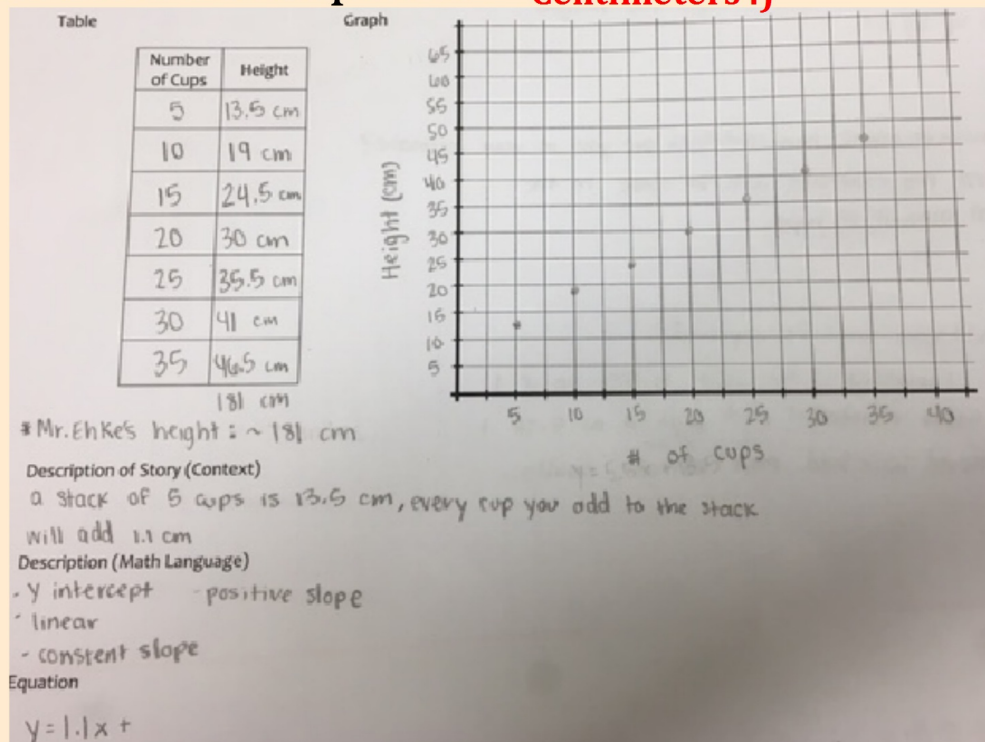 Centimeters?)
Table
Graph
Number of Cups Height
5 13.5 cm
10 19 cm
15 24.5 cm
20 30 cm
25 35.5 cm
30 41 cm
35 46.5 cm
181 cm
Height (cm)
65
60
55
50
45
40
35
30
25
20
15
10
5
5 10 15 20 25 30 35 40
# of cups
* Mr. Ehke's height : ~ 181 cm
Description of Story (Context)
a stack of 5 cups is 13.5 cm, every cup you add to the stack
will add 1.1 cm
Description (Math Language)
- y intercept - positive slope
- linear
- constent slope
Equation
y = 1.1x +